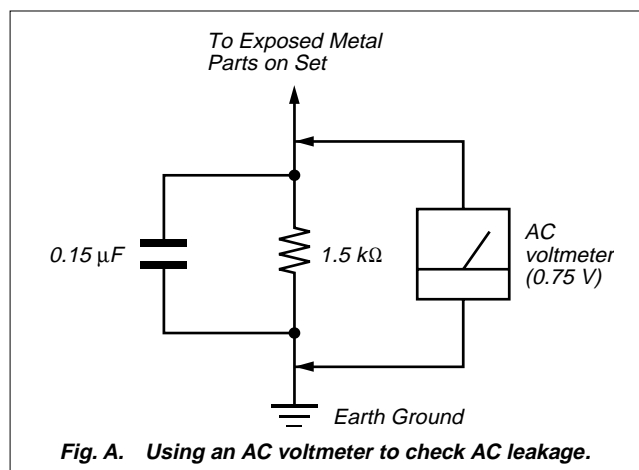 To Exposed Metal
Parts on Set
0.15 µF
1.5 kΩ
AC
voltmeter
(0.75 V)
Earth Ground
Fig. A. Using an AC voltmeter to check AC leakage.